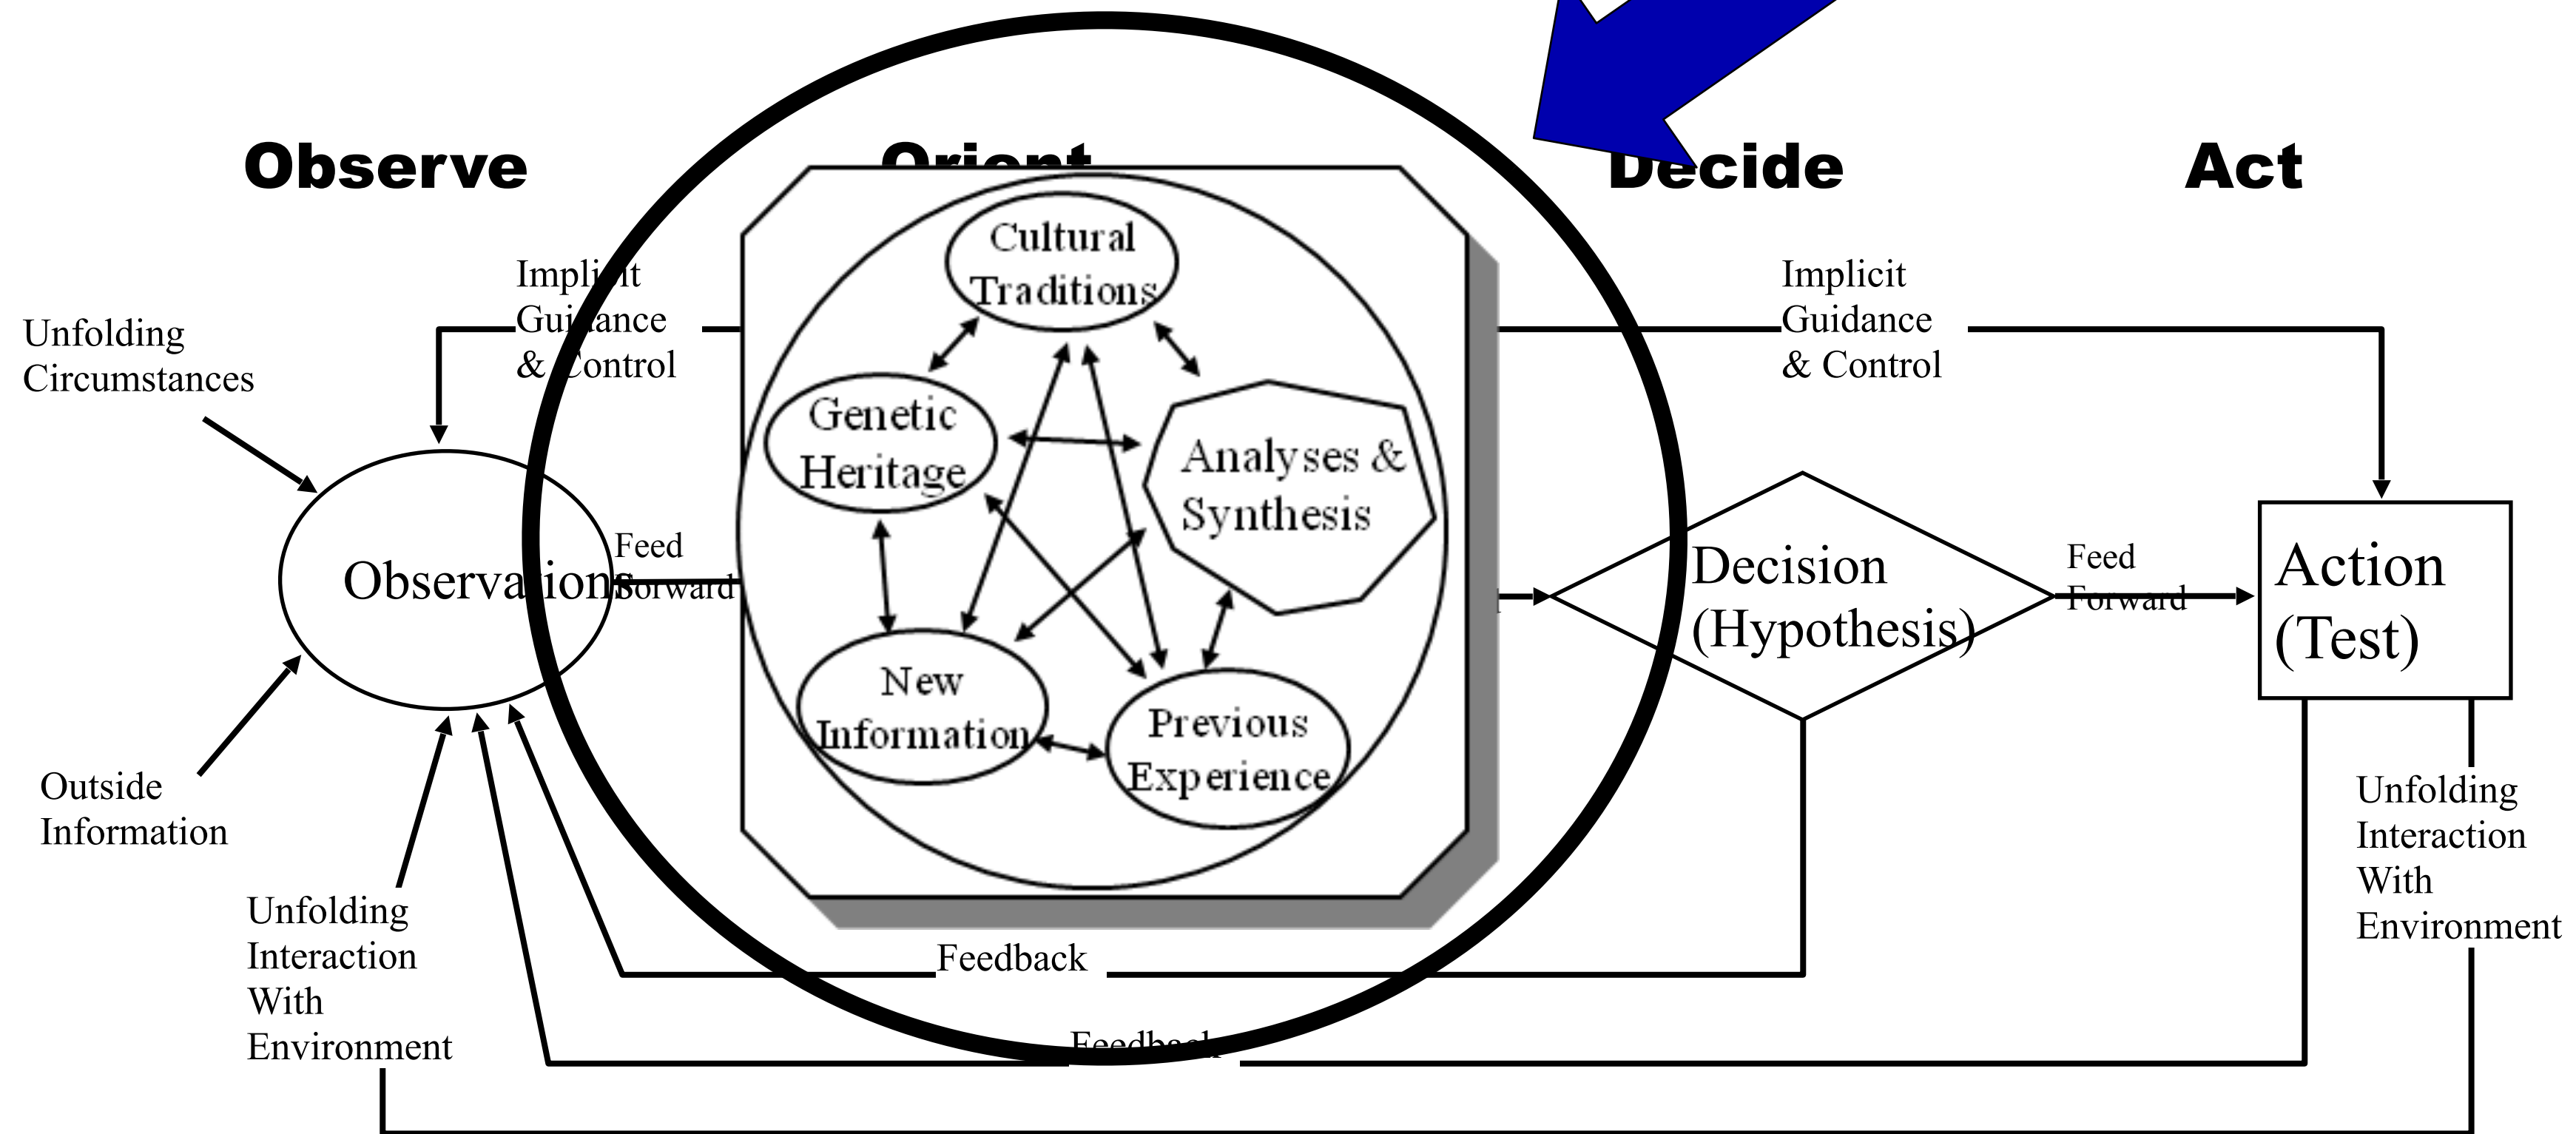 Observe
Orient
Decide
Act
Implicit
Guidance
& Control
Implicit
Guidance
& Control
Unfolding
Circumstances
Cultural
Traditions
Genetic
Heritage
Analyses &
Synthesis
New
Information
Previous
Experience
Observations
Feed
Forward
Decision
(Hypothesis)
Feed
Forward
Action
(Test)
Outside
Information
Unfolding
Interaction
With
Environment
Unfolding
Interaction
With
Environment
Feedback
Feedback